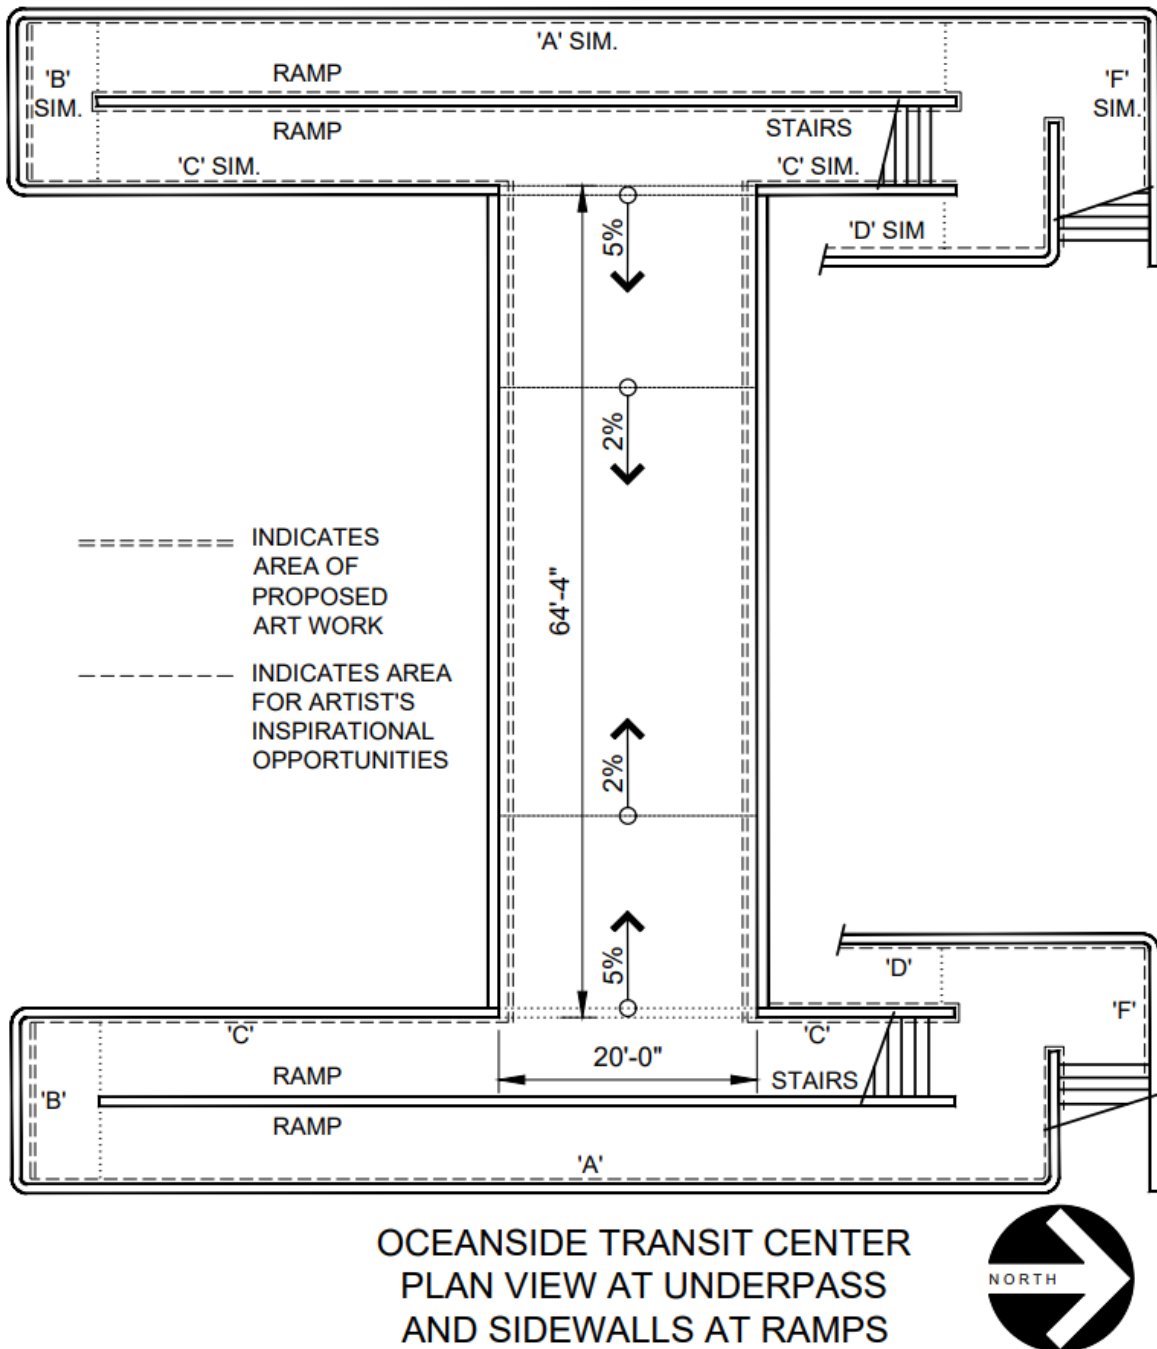 'A' SIM.
'B'
SIM.
RAMP
'F'
SIM.
RAMP
STAIRS
'C' SIM.
'C' SIM.
'D' SIM
5%
2%
INDICATES
AREA OF
PROPOSED
ART WORK
64'-4"
INDICATES AREA
FOR ARTIST'S
INSPIRATIONAL
OPPORTUNITIES
2%
5%
'D'
'F'
'C'
'C'
20'-0"
RAMP
STAIRS
'B'
RAMP
'A'
OCEANSIDE TRANSIT CENTER
PLAN VIEW AT UNDERPASS
AND SIDEWALLS AT RAMPS
NORTH